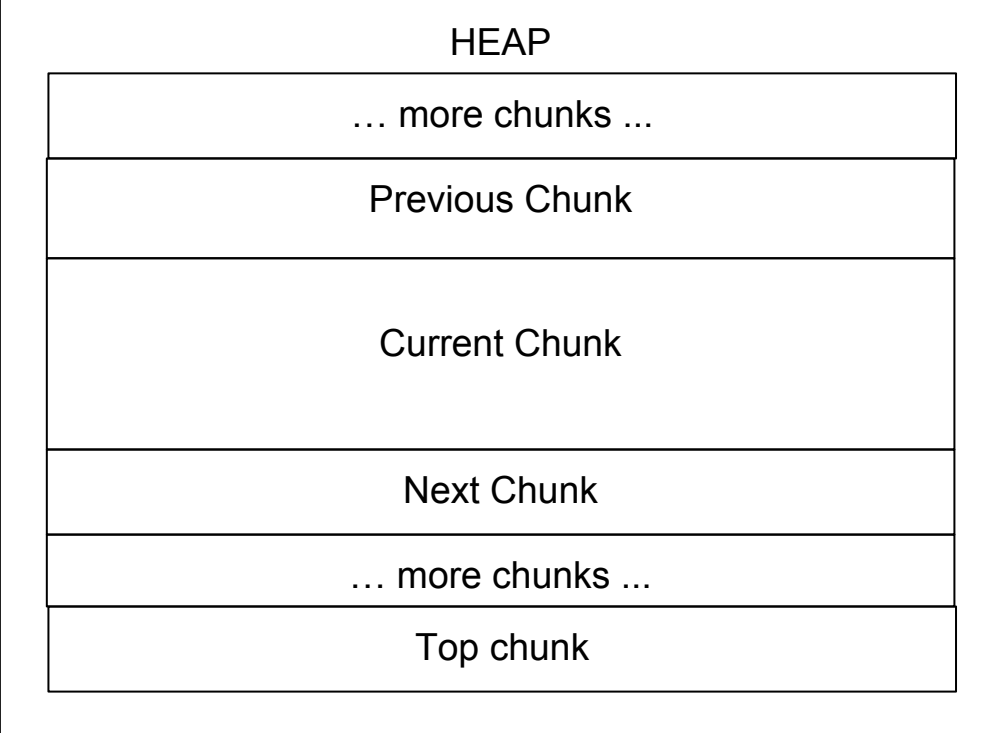 HEAP
… more chunks ...
Previous Chunk
Current Chunk
Next Chunk
… more chunks ...
Top chunk